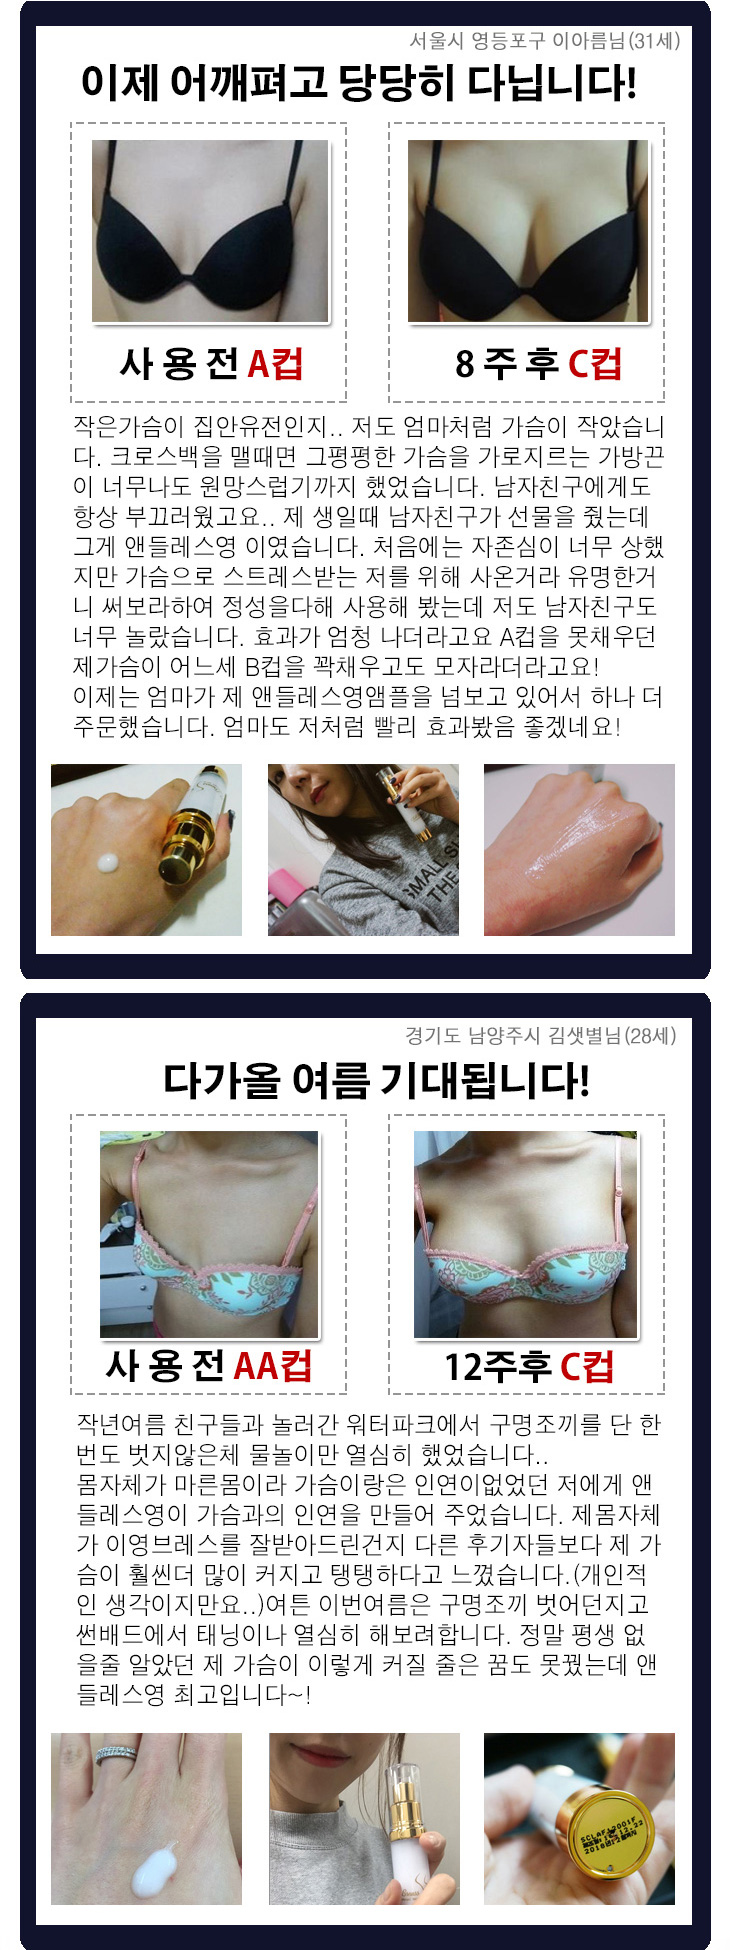 서울시 영등포구 이아름님(31세)
이제 어깨펴고 당당히 다닙니다!
사 용 전 A컵
8 주 후 C컵
작은가슴이 집안유전인지.. 저도 엄마처럼 가슴이 작았습니
다. 크로스백을 맬때면 그평평한 가슴을 가로지르는 가방끈
이 너무나도 원망스럽기까지 했었습니다. 남자친구에게도
항상 부끄러웠고요.. 제 생일때 남자친구가 선물을 줬는데
그게 앤들레스영 이였습니다. 처음에는 자존심이 너무 상했
지만 가슴으로 스트레스받는 저를 위해 사온거라 유명한거
니 써보라하여 정성을다해 사용해 봤는데 저도 남자친구도
너무 놀랐습니다. 효과가 엄청 나더라고요 A컵을 못채우던
제가슴이 어느세 B컵을 꽉채우고도 모자라더라고요!
이제는 엄마가 제 앤들레스영앰플을 넘보고 있어서 하나 더
주문했습니다. 엄마도 저처럼 빨리 효과봤음 좋겠네요!
SMALL
THE
경기도 남양주시 김샛별님(28세)
다가올 여름 기대됩니다!
사 용 전 AA컵
12주후 C컵
작년여름 친구들과 놀러간 워터파크에서 구명조끼를 단 한
번도 벗지않은체 물놀이만 열심히 했었습니다..
몸자체가 마른몸이라 가슴이랑은 인연이없었던 저에게 앤
들레스영이 가슴과의 인연을 만들어 주었습니다. 제몸자체
가 이영브레스를 잘받아드린건지 다른 후기자들보다 제 가
슴이 훨씬더 많이 커지고 탱탱하다고 느꼈습니다.(개인적
인 생각이지만요..)여튼 이번여름은 구명조끼 벗어던지고
썬배드에서 태닝이나 열심히 해보려합니다. 정말 평생 없
을줄 알았던 제 가슴이 이렇게 커질 줄은 꿈도 못꿨는데 앤
들레스영 최고입니다~!